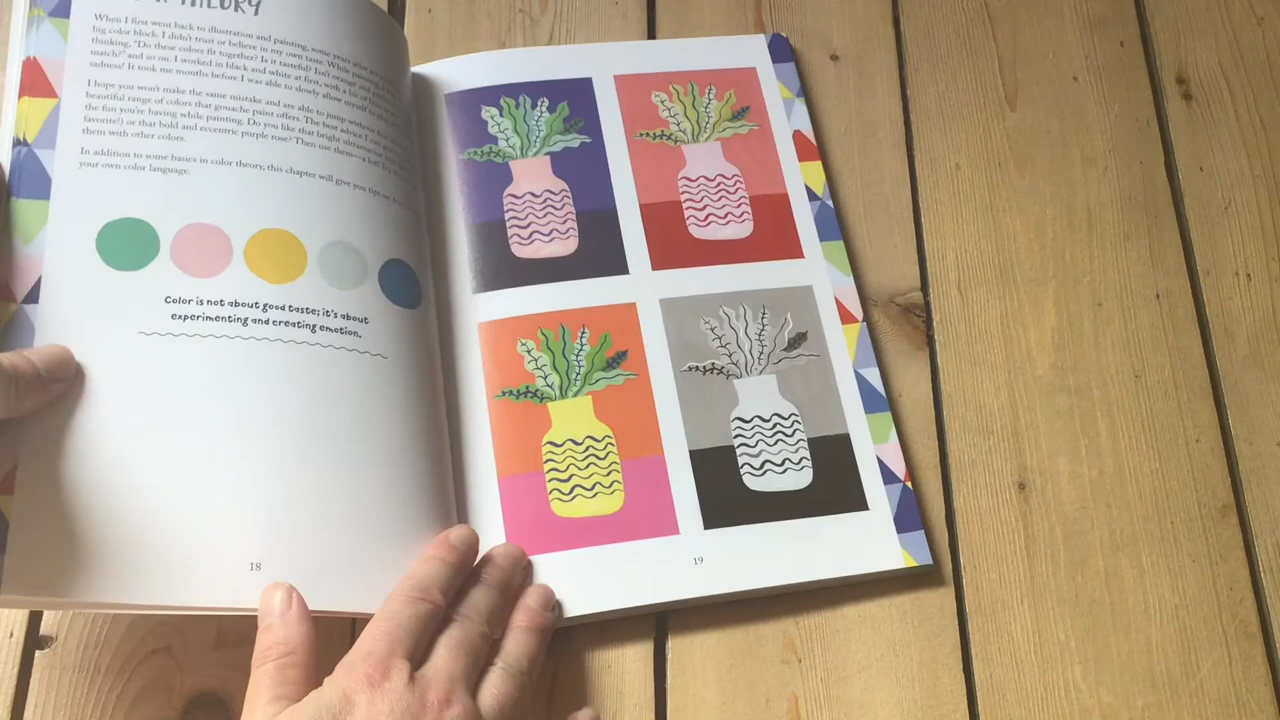 THEORY
When I first went back to illustration and painting, some years
big color block. I didn't trust or believe in my own taste. While painting, I
thinking, "Do these colors fit together? Is it tasteful? Isn't orange and
match?" and so on. I worked in black and white at first, with a bit of
sadness! It took me months before I was able to slowly allow myself to
I hope you won't make the same mistake and are able to jump without
beautiful range of colors that gouache paint offers. The best advice I can
the fun you're having while painting. Do you like that bright ultramarine
favorite!) or that bold and eccentric purple rose? Then use them—a lot!
them with other colors.
In addition to some basics in color theory, this chapter will give you tips
your own color language.
Color is not about good taste; it's about
experimenting and creating emotion.
18
19